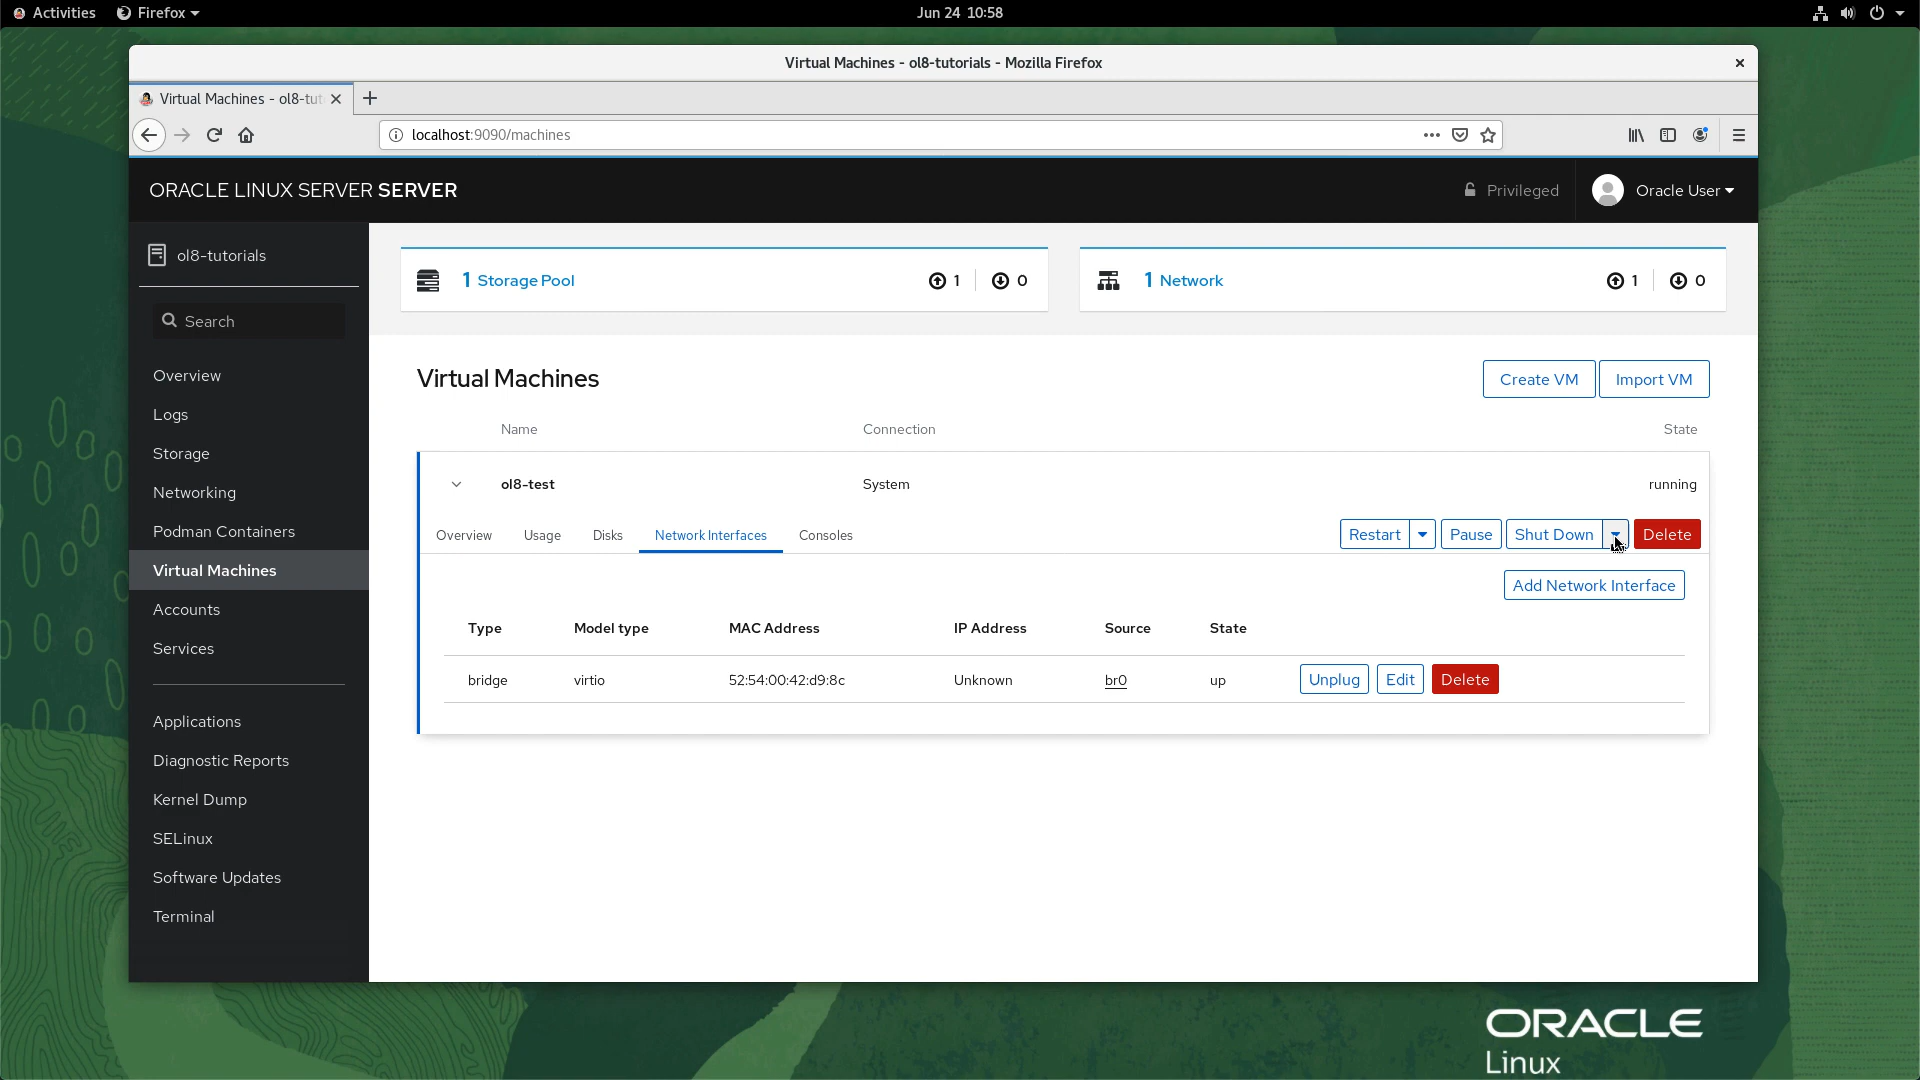 Activities Firefox Jun 24 10:58
Virtual Machines - ol8-tutorials - Mozilla Firefox
Virtual Machines - ol8-tut
localhost:9090/machines
ORACLE LINUX SERVER SERVER Privileged Oracle User
ol8-tutorials
Search
Overview
Logs
Storage
Networking
Podman Containers
Virtual Machines
Accounts
Services
Applications
Diagnostic Reports
Kernel Dump
SELinux
Software Updates
Terminal
1 Storage Pool 1 0
1 Network 1 0
Virtual Machines Create VM Import VM
Name Connection State
ol8-test System running
Overview Usage Disks Network Interfaces Consoles Restart Pause Shut Down Delete
Add Network Interface
Type Model type MAC Address IP Address Source State
bridge virtio 52:54:00:42:d9:8c Unknown br0 up Unplug Edit Delete
ORACLE
Linux